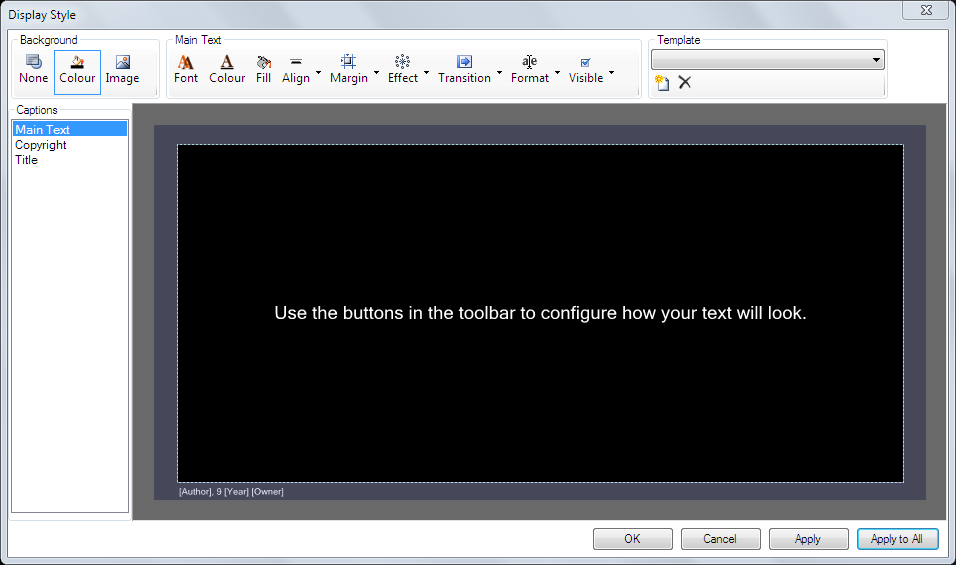 Display Style
Background
Main Text
Template
None Colour Image
Font Colour Fill Align Margin Effect Transition Format Visible
Captions
Main Text
Copyright
Title
Use the buttons in the toolbar to configure how your text will look.
[Author], 9 [Year] [Owner]
OK Cancel Apply Apply to All